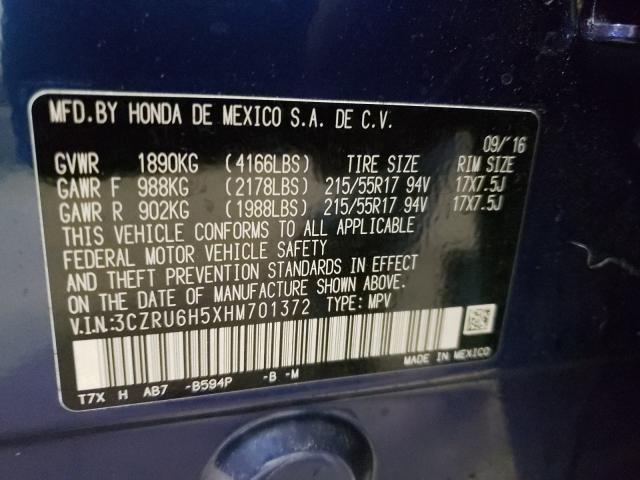 MFD.BY HONDA DE MEXICO S.A. DE C.V.
09/'16
GVWR 1890KG (4166LBS) TIRE SIZE RIM SIZE
GAWR F 988KG (2178LBS) 215/55R17 94V 17X7.5J
GAWR R 902KG (1988LBS) 215/55R17 94V 17X7.5J
THIS VEHICLE CONFORMS TO ALL APPLICABLE
FEDERAL MOTOR VEHICLE SAFETY
AND THEFT PREVENTION STANDARDS IN EFFECT
ON THE DATE OF MANUFACTURE SHOWN ABOVE.
V.I.N.:3CZRU6H5XHM701372 TYPE: MPV
MADE IN MEXICO
T7X H AB7 -B594P -B -M